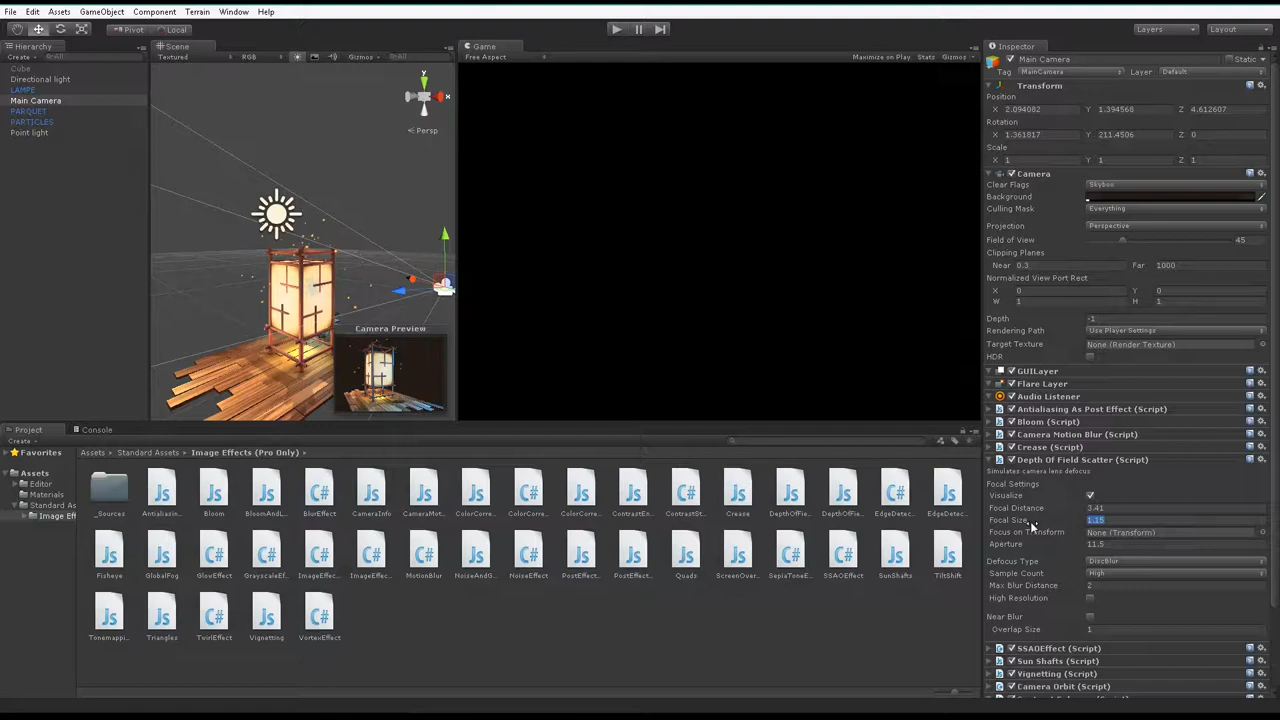 File Edit Assets GameObject Component Terrain Window Help
Pivot Local Layers Layout
Hierarchy
Create All
Cube
Directional light
LAMPE
Main Camera
PARQUET
PARTICLES
Point light
Scene
Textured RGB Gizmos All
y
x
Persp
Camera Preview
Game
Free Aspect Maximize on Play Stats Gizmos
Project Console
Create
Favorites
Assets
Editor
Materials
Standard As
Image Eff
Assets Standard Assets Image Effects (Pro Only)
_Sources Antialiasin... Bloom BloomAndL... BlurEffect CameraInfo CameraMot... ColorCorre... ColorCorre... ColorCorre... ContrastEn... ContrastSt... Crease DepthOfFie... DepthOfFie... EdgeDetec... EdgeDetec...
Fisheye GlobalFog GlowEffect GrayscaleEf... ImageEffec... ImageEffec... MotionBlur NoiseAndG... NoiseEffect PostEffect... PostEffect... Quads ScreenOver... SepiaToneE... SSAOEffect SunShafts TiltShift
Tonemappi... Triangles TwirlEffect Vignetting VortexEffect
Inspector
Main Camera Static
Tag MainCamera Layer Default
Transform
Position
X 2.094082 Y 1.394568 Z 4.612607
Rotation
X 1.361817 Y 211.4506 Z 0
Scale
X 1 Y 1 Z 1
Camera
Clear Flags Skybox
Background
Culling Mask Everything
Projection Perspective
Field of View 45
Clipping Planes
Near 0.3 Far 1000
Normalized View Port Rect
X 0 Y 0
W 1 H 1
Depth -1
Rendering Path Use Player Settings
Target Texture None (Render Texture)
HDR
GUILayer
Flare Layer
Audio Listener
Antialiasing As Post Effect (Script)
Bloom (Script)
Camera Motion Blur (Script)
Crease (Script)
Depth Of Field Scatter (Script)
Simulates camera lens defocus
Focal Settings
Visualize
Focal Distance 3.41
Focal Size 1.15
Focus on Transform None (Transform)
Aperture 11.5
Defocus Type DiscBlur
Sample Count High
Max Blur Distance 2
High Resolution
Near Blur
Overlap Size 1
SSAOEffect (Script)
Sun Shafts (Script)
Vignetting (Script)
Camera Orbit (Script)